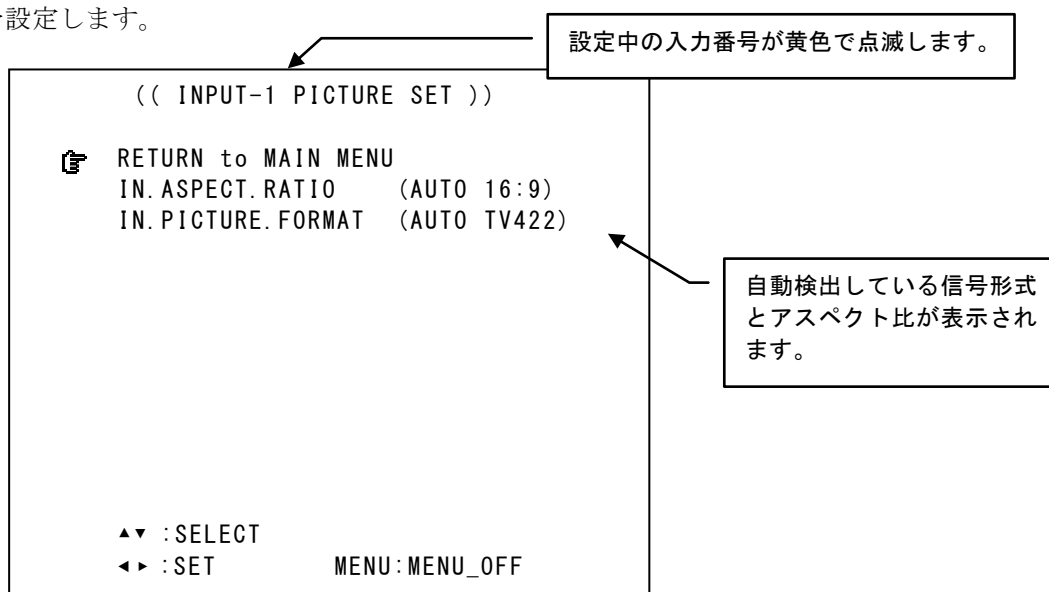 設定します。
設定中の入力番号が黄色で点滅します。
(( INPUT-1 PICTURE SET ))
☞ RETURN to MAIN MENU
IN.ASPECT.RATIO (AUTO 16:9)
IN.PICTURE.FORMAT (AUTO TV422)
自動検出している信号形式
とアスペクト比が表示され
ます。
▲▼ :SELECT
◀▶ :SET MENU:MENU_OFF